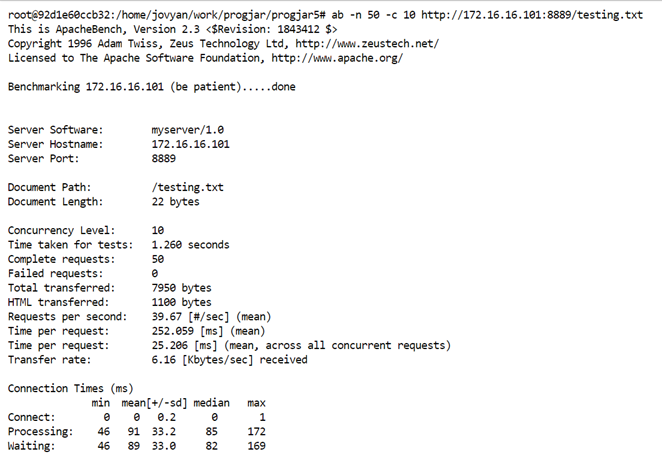 root@92d1e60ccb32:/home/jovyan/work/progjar/progjar5# ab -n 50 -c 10 http://172.16.16.101:8889/testing.txt
This is ApacheBench, Version 2.3 <$Revision: 1843412 $>
Copyright 1996 Adam Twiss, Zeus Technology Ltd, http://www.zeustech.net/
Licensed to The Apache Software Foundation, http://www.apache.org/

Benchmarking 172.16.16.101 (be patient).....done


Server Software:        myserver/1.0
Server Hostname:        172.16.16.101
Server Port:            8889

Document Path:          /testing.txt
Document Length:        22 bytes

Concurrency Level:      10
Time taken for tests:   1.260 seconds
Complete requests:      50
Failed requests:        0
Total transferred:      7950 bytes
HTML transferred:       1100 bytes
Requests per second:    39.67 [#/sec] (mean)
Time per request:       252.059 [ms] (mean)
Time per request:       25.206 [ms] (mean, across all concurrent requests)
Transfer rate:          6.16 [Kbytes/sec] received

Connection Times (ms)
              min  mean[+/-sd] median   max
Connect:        0    0   0.2      0       1
Processing:    46   91  33.2     85     172
Waiting:       46   89  33.0     82     169